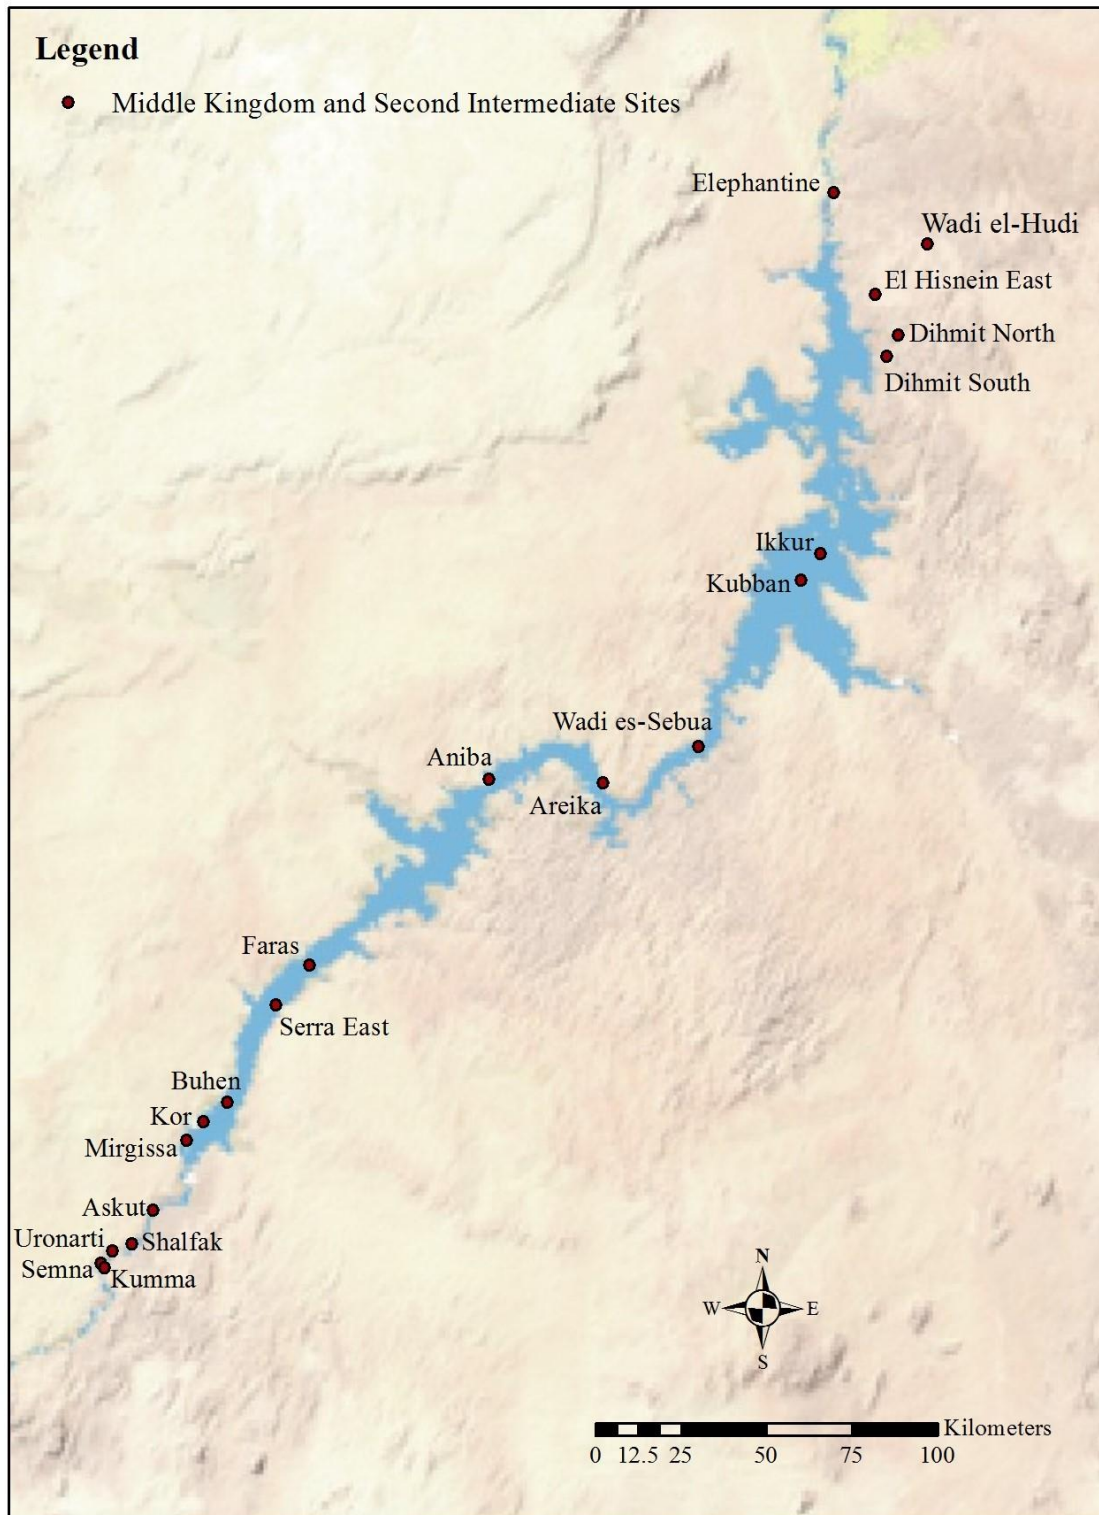 Legend
Middle Kingdom and Second Intermediate Sites
Elephantine
Wadi el-Hudi
El Hisnein East
Dihmit North
Dihmit South
Ikkur
Kubban
Wadi es-Sebua
Aniba
Areika
Faras
Serra East
Buhen
Kor
Mirgissa
Askut
Uronarti
Shalfak
Semna
Kumma
N
W E
S
Kilometers
0 12.5 25 50 75 100